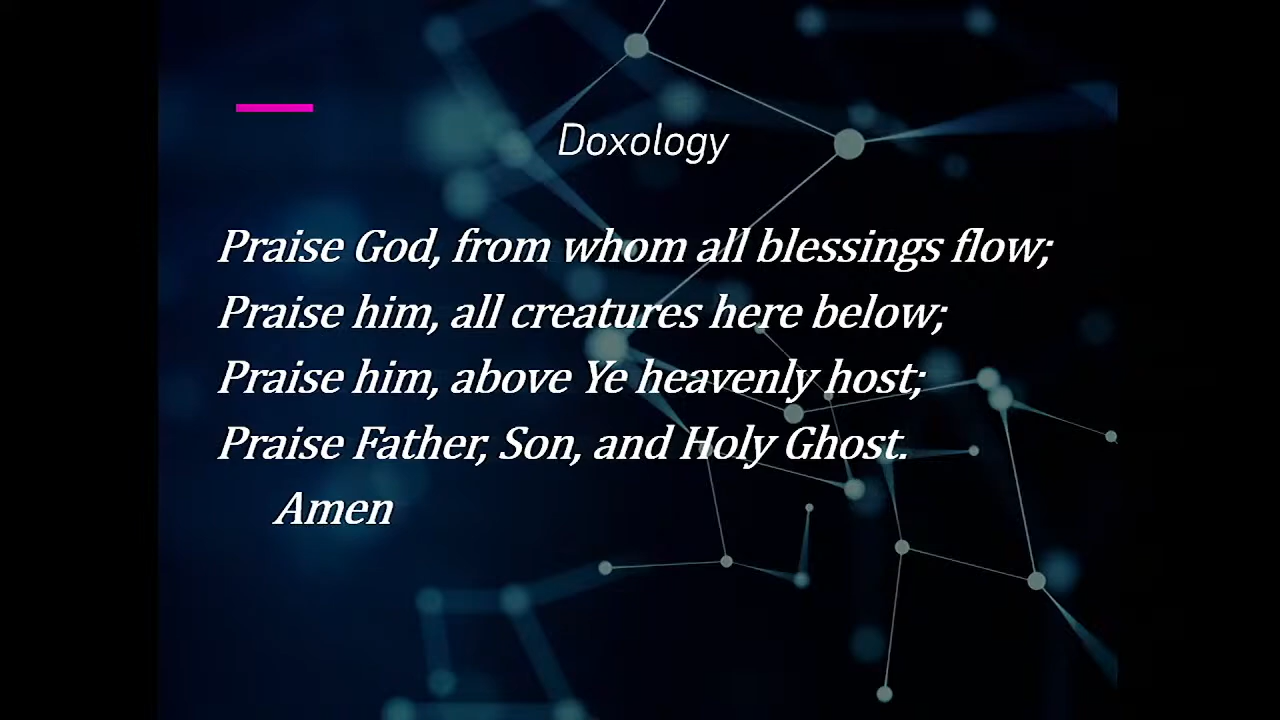 Doxology
Praise God, from whom all blessings flow;
Praise him, all creatures here below;
Praise him, above Ye heavenly host;
Praise Father, Son, and Holy Ghost.
Amen